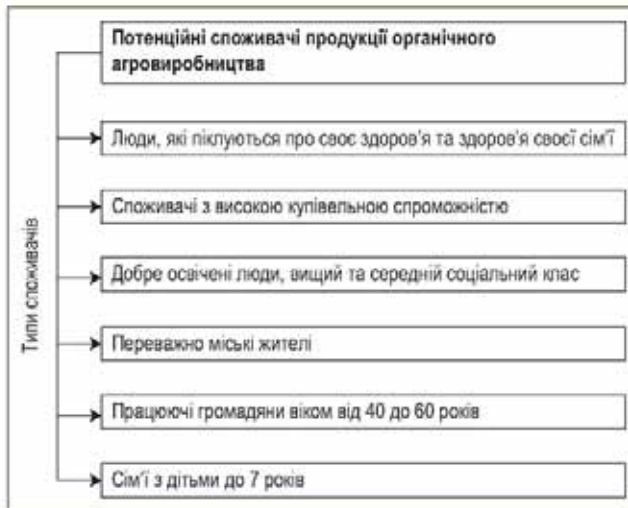 Потенційні споживачі продукції органічного
агровиробництва
Типи споживачів
Люди, які піклуються про своє здоров'я та здоров'я своєї сім'ї
Споживачі з високою купівельною спроможністю
Добре освічені люди, вищий та середній соціальний клас
Переважно міські жителі
Працюючі громадяни віком від 40 до 60 років
Сім'ї з дітьми до 7 років